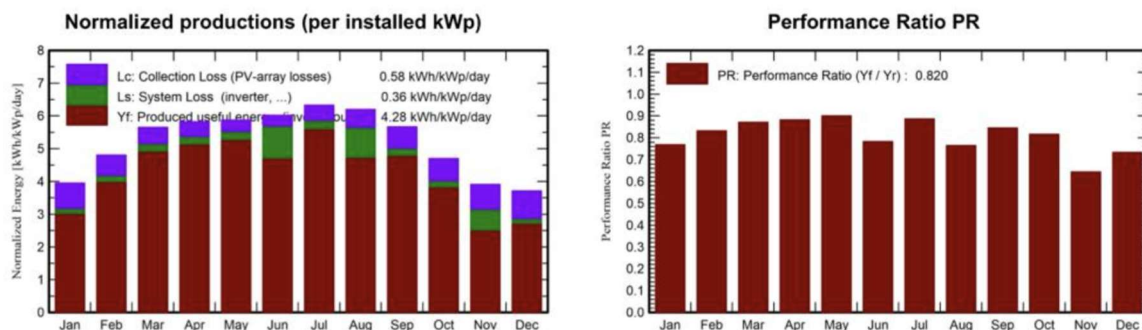 Normalized productions (per installed kWp)
Normalized Energy [kWh/kWp/day]
8
7
6
5
4
3
2
1
0
Lc: Collection Loss (PV-array losses) 0.58 kWh/kWp/day
Ls: System Loss (inverter, ...) 0.36 kWh/kWp/day
Yf: Produced useful energy (inverter ou 4.28 kWh/kWp/day
Jan Feb Mar Apr May Jun Jul Aug Sep Oct Nov Dec
Performance Ratio PR
Performance Ratio PR
1.2
1.1
1.0
0.9
0.8
0.7
0.6
0.5
0.4
0.3
0.2
0.1
0.0
PR: Performance Ratio (Yf / Yr) : 0.820
Jan Feb Mar Apr May Jun Jul Aug Sep Oct Nov Dec